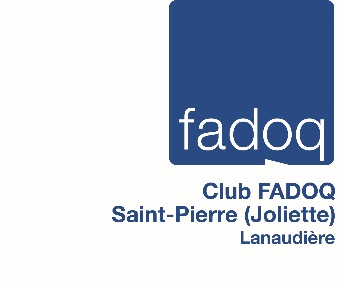 fadoq
Club FADOQ
Saint-Pierre (Joliette)
Lanaudière